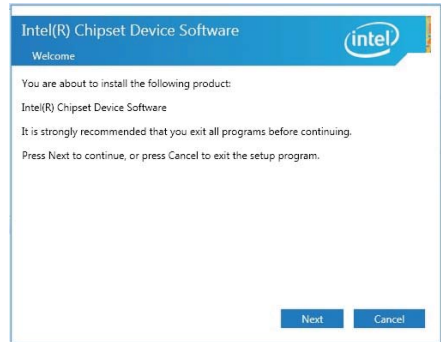 Intel(R) Chipset Device Software
Welcome
intel
You are about to install the following product:
Intel(R) Chipset Device Software
It is strongly recommended that you exit all programs before continuing.
Press Next to continue, or press Cancel to exit the setup program.
Next Cancel